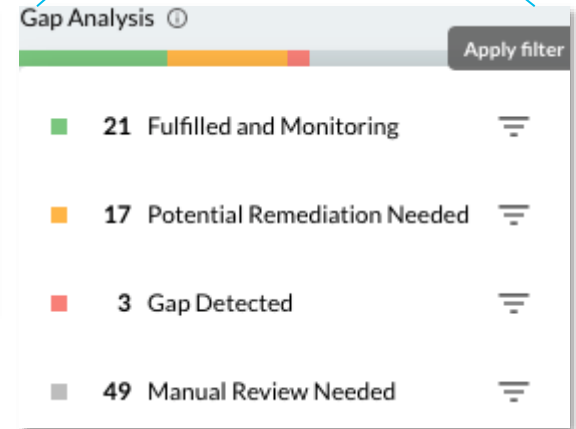 Gap Analysis
Apply filter
21 Fulfilled and Monitoring
17 Potential Remediation Needed
3 Gap Detected
49 Manual Review Needed